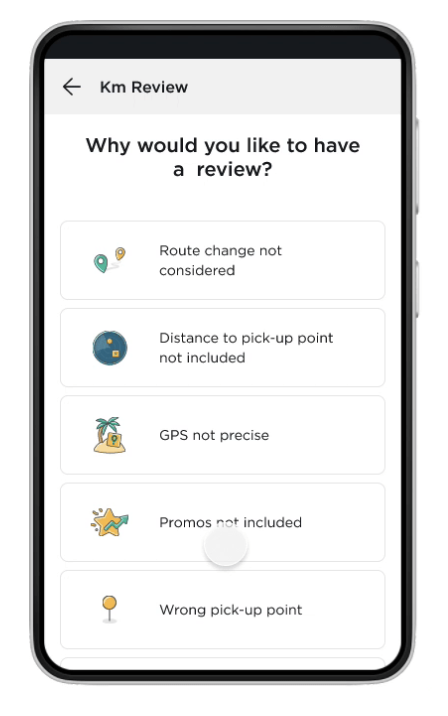 Km Review
Why would you like to have
a review?
Route change not
considered
Distance to pick-up point
not included
GPS not precise
Promos not included
Wrong pick-up point